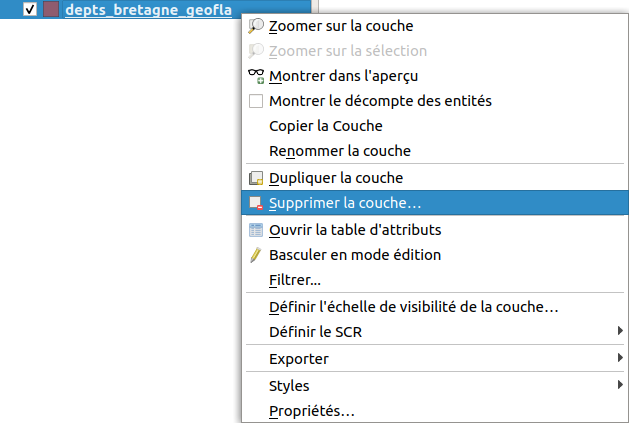 depts_bretagne_geofla
Zoomer sur la couche
Zoomer sur la sélection
Montrer dans l'aperçu
Montrer le décompte des entités
Copier la Couche
Renommer la couche
Dupliquer la couche
Supprimer la couche…
Ouvrir la table d'attributs
Basculer en mode édition
Filtrer...
Définir l'échelle de visibilité de la couche…
Définir le SCR
Exporter
Styles
Propriétés…